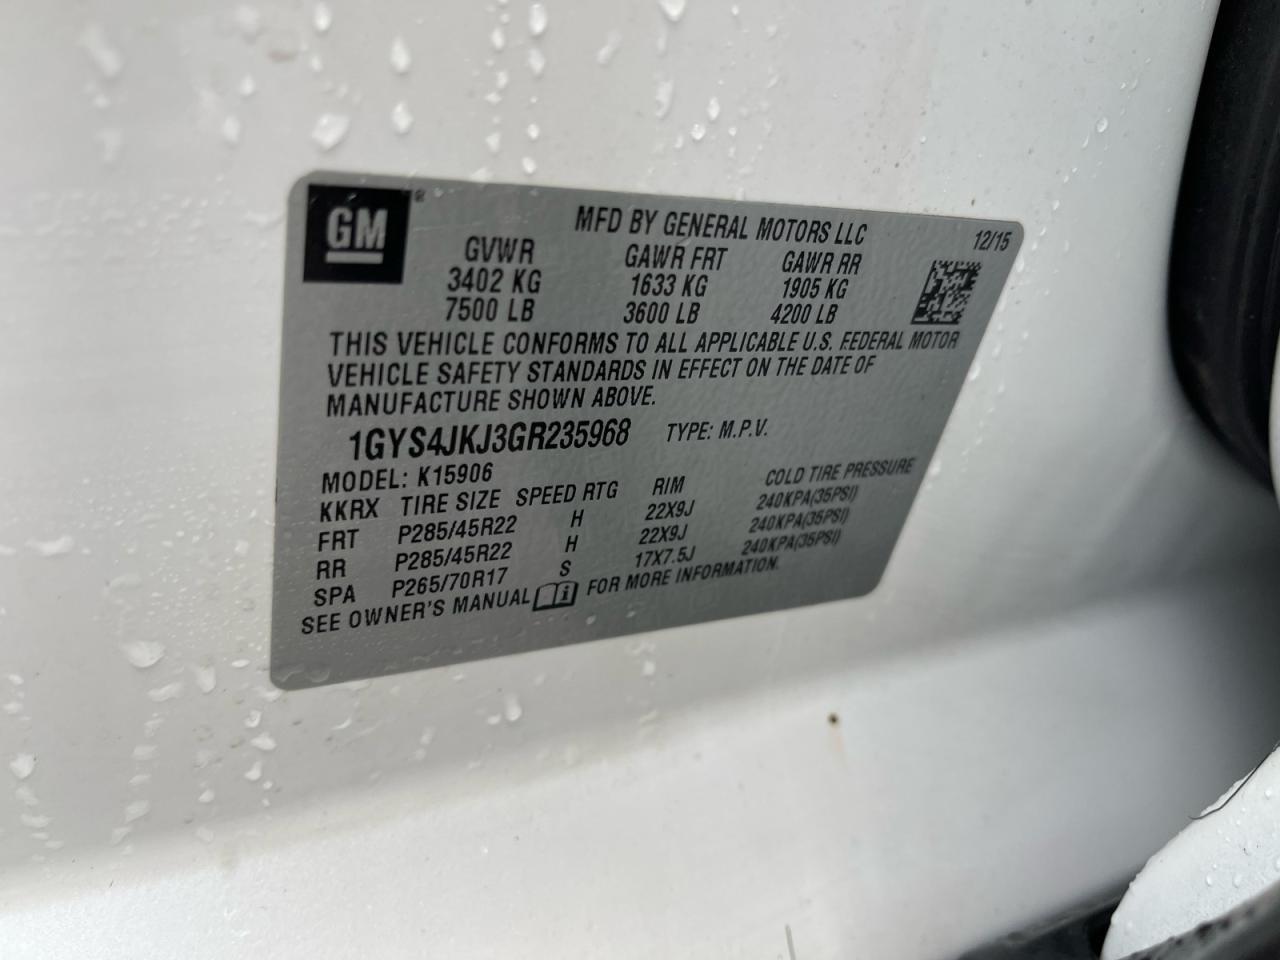 GM®
MFD BY GENERAL MOTORS LLC 12/15
GVWR GAWR FRT GAWR RR
3402 KG 1633 KG 1905 KG
7500 LB 3600 LB 4200 LB
THIS VEHICLE CONFORMS TO ALL APPLICABLE U.S. FEDERAL MOTOR
VEHICLE SAFETY STANDARDS IN EFFECT ON THE DATE OF
MANUFACTURE SHOWN ABOVE.
1GYS4JKJ3GR235968 TYPE: M.P.V.
MODEL: K15906
KKRX TIRE SIZE SPEED RTG RIM COLD TIRE PRESSURE
FRT P285/45R22 H 22X9J 240KPA(35PSI)
RR P285/45R22 H 22X9J 240KPA(35PSI)
SPA P265/70R17 S 17X7.5J 240KPA(35PSI)
SEE OWNER'S MANUAL i FOR MORE INFORMATION.